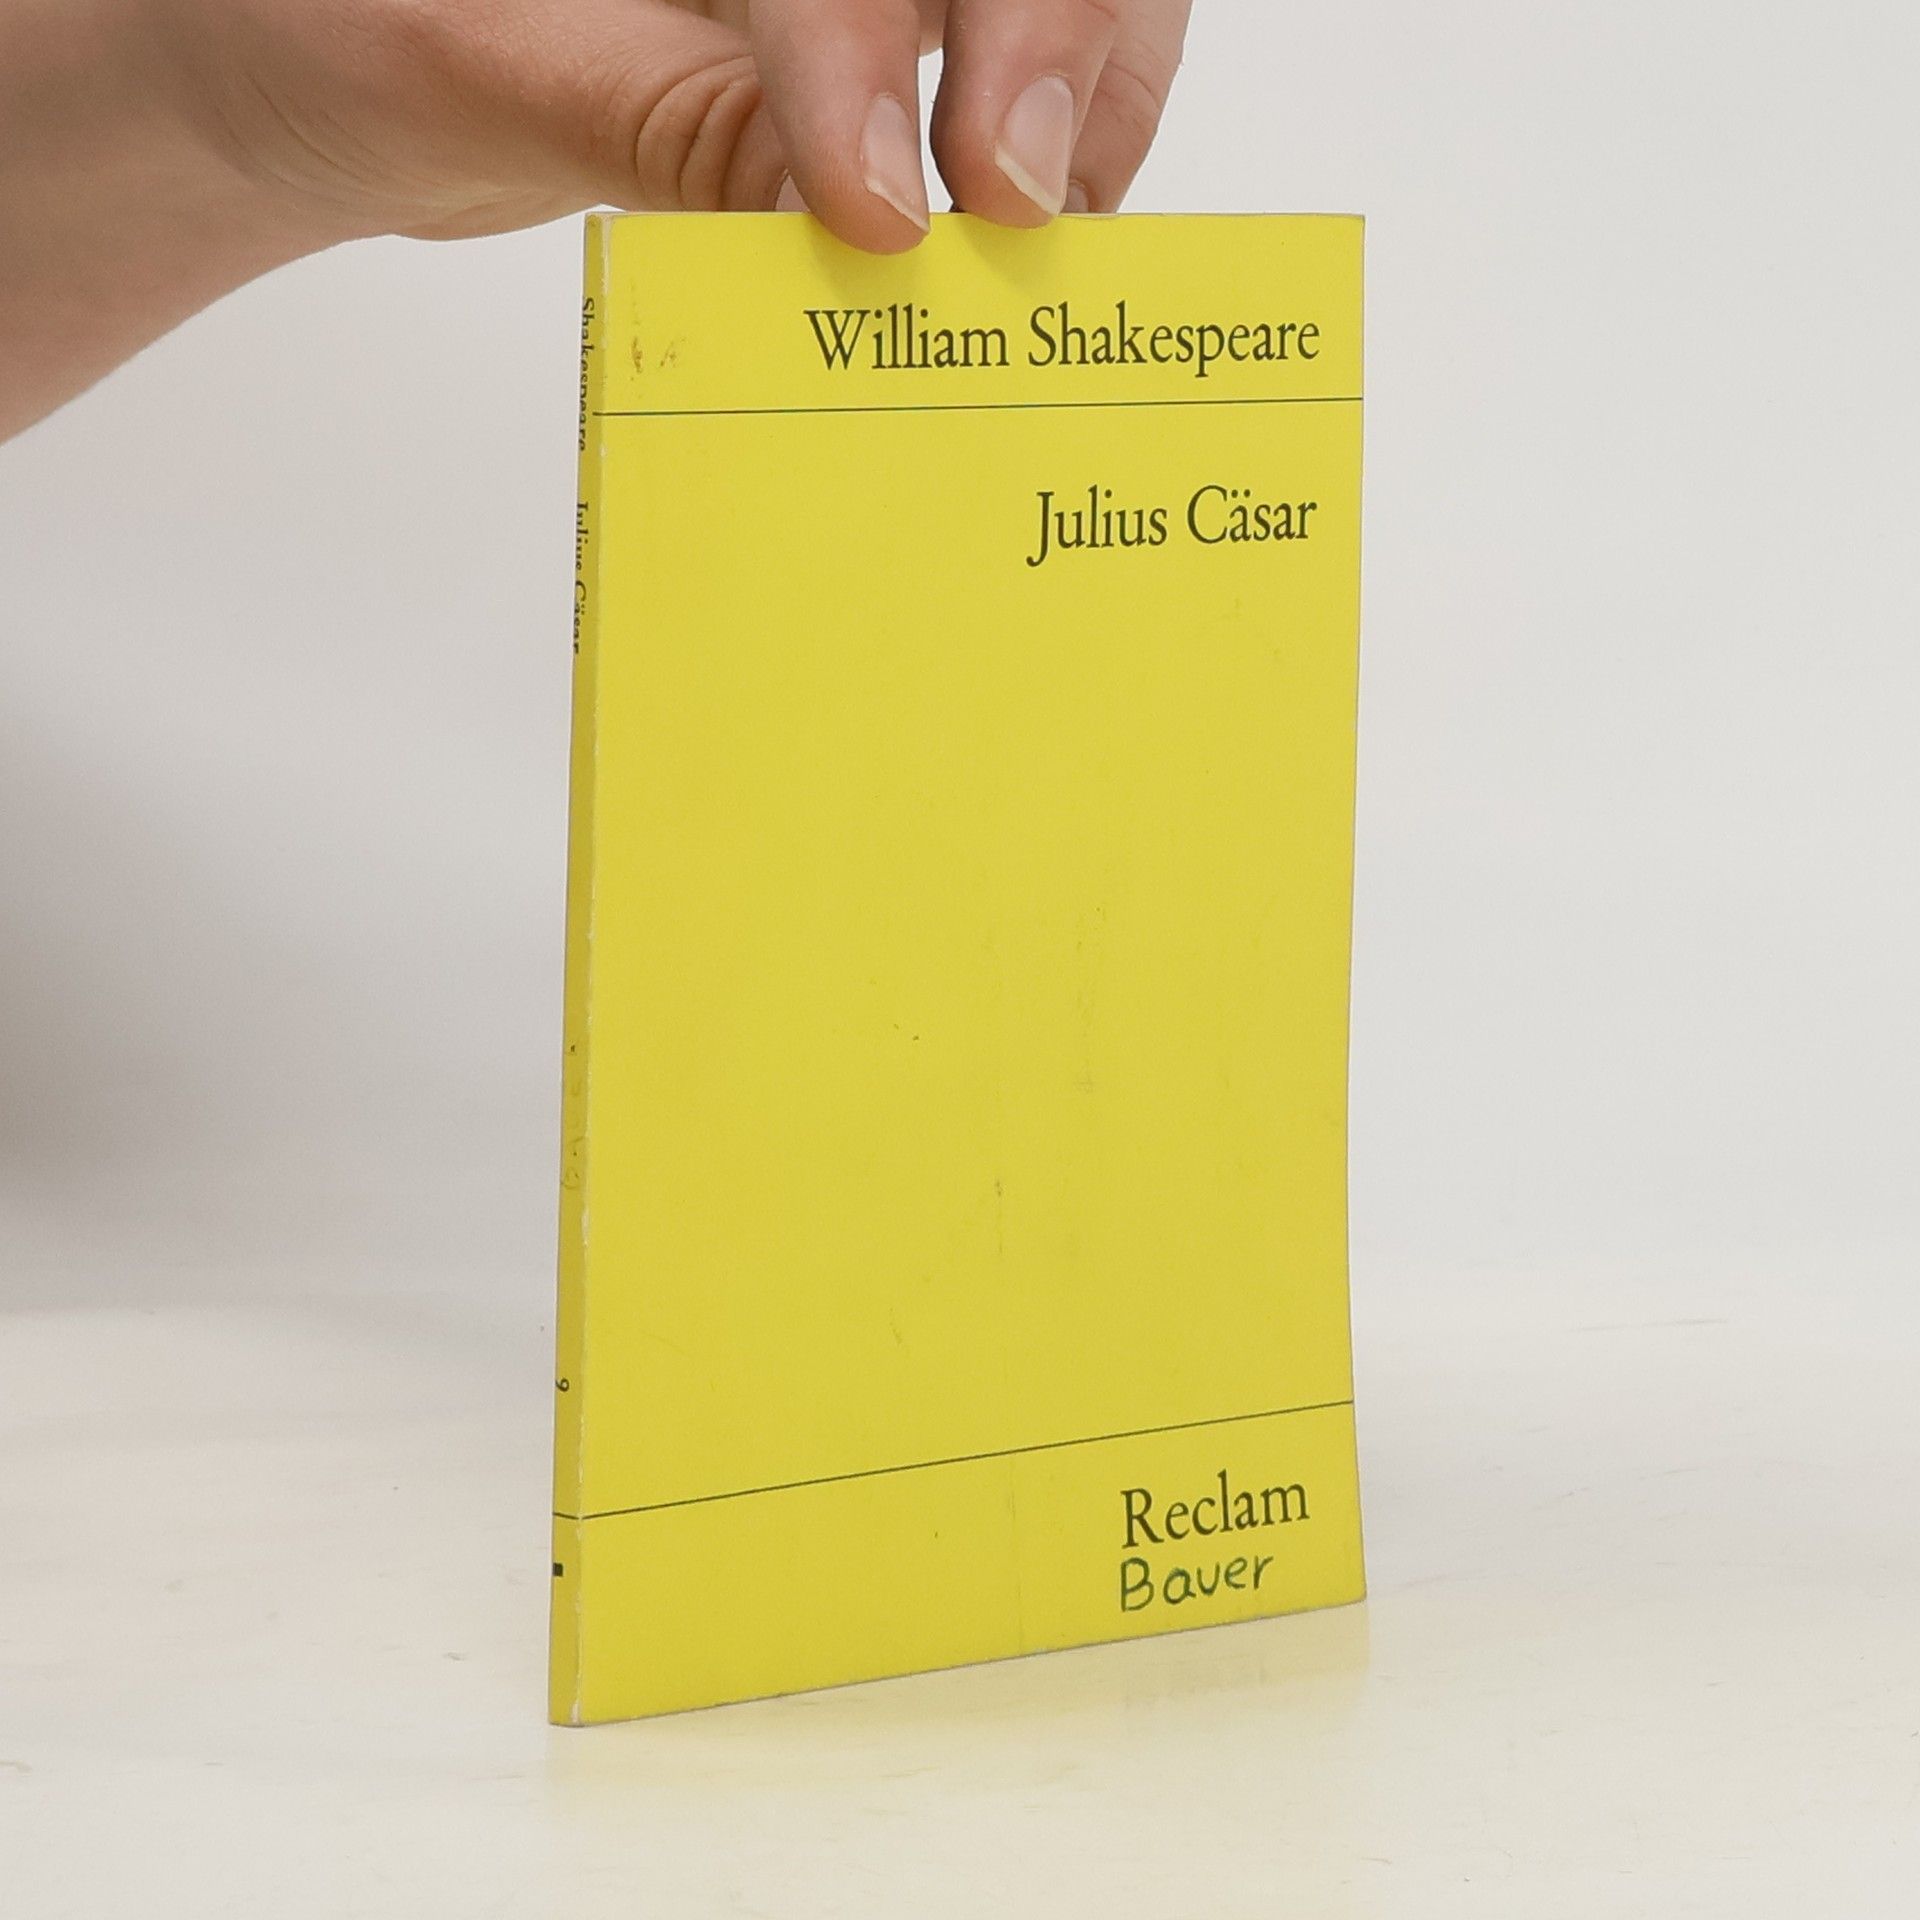 William Shakespeare
Julius Cäsar
Reclam
Bauer
Shakespeare Julius Cäsar
9